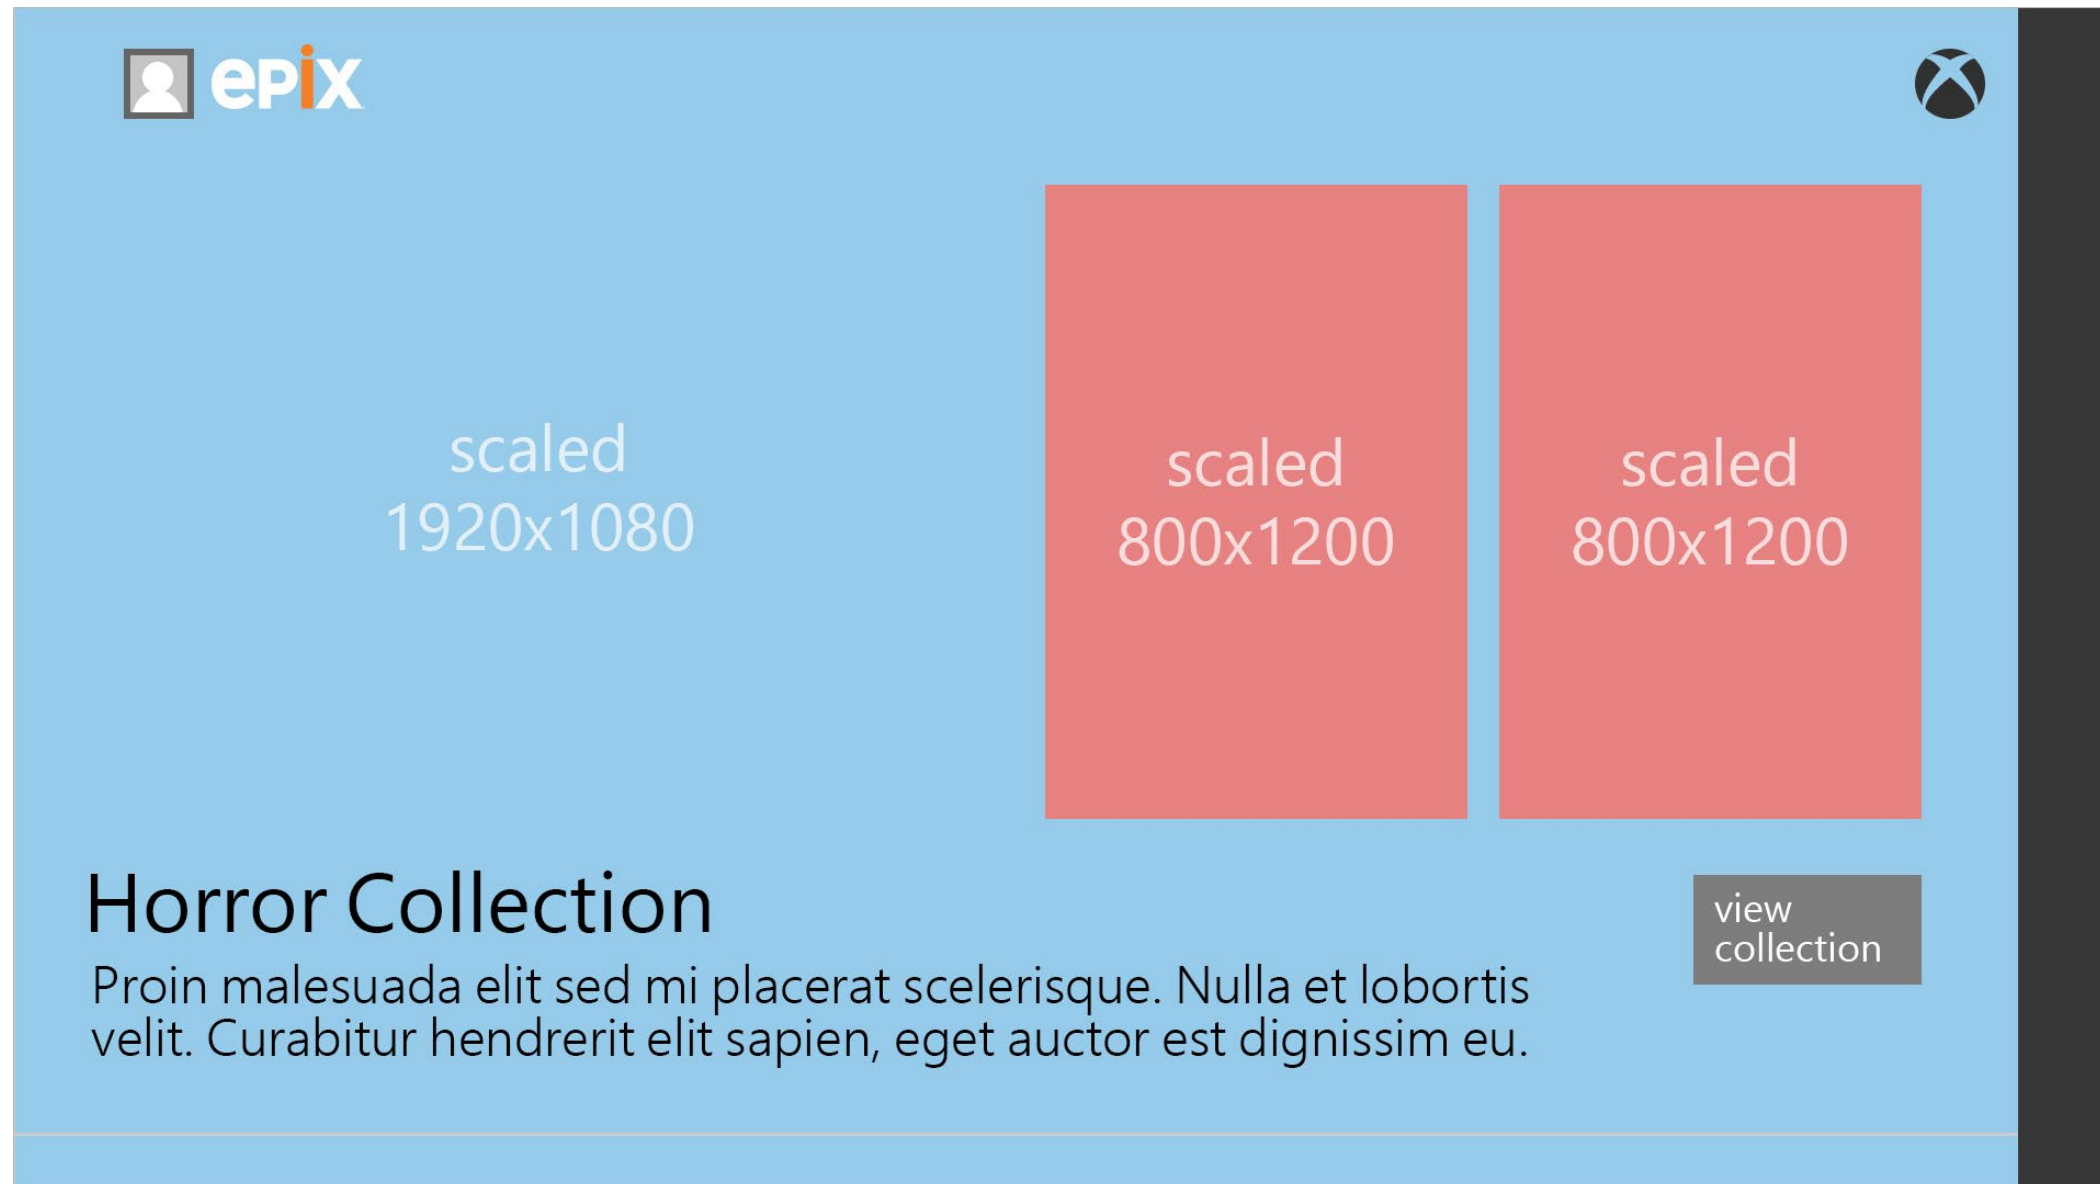 epix
scaled
1920x1080
scaled
800x1200
scaled
800x1200
Horror Collection
Proin malesuada elit sed mi placerat scelerisque. Nulla et lobortis
velit. Curabitur hendrerit elit sapien, eget auctor est dignissim eu.
view
collection